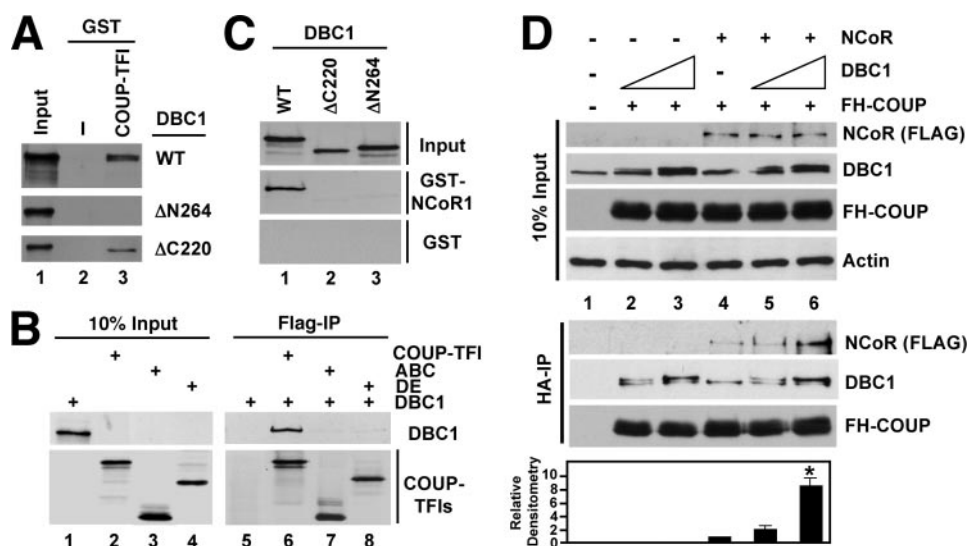 A
GST
Input
I
COUP-TFI
DBC1
WT
ΔN264
ΔC220
1 2 3
B
10% Input
Flag-IP
+ + COUP-TFI
+ + ABC
+ + DE
+ + + + + DBC1
DBC1
COUP-
TFIs
1 2 3 4 5 6 7 8
C
DBC1
WT
ΔC220
ΔN264
Input
GST-
NCoR1
GST
1 2 3
D
- - - + + + NCoR
- - DBC1
- + + + + + FH-COUP
10% Input
NCoR (FLAG)
DBC1
FH-COUP
Actin
1 2 3 4 5 6
HA-IP
NCoR (FLAG)
DBC1
FH-COUP
Relative
Densitometry
10
8
6
4
2
0
*